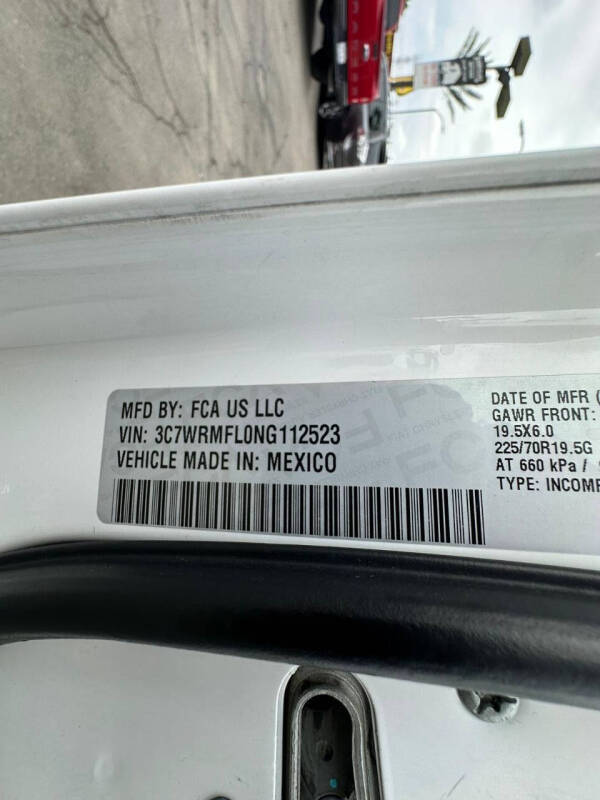 MFD BY: FCA US LLC
VIN: 3C7WRMFL0NG112523
VEHICLE MADE IN: MEXICO
DATE OF MFR (
GAWR FRONT:
19.5X6.0
225/70R19.5G
AT 660 kPa /
TYPE: INCOMP